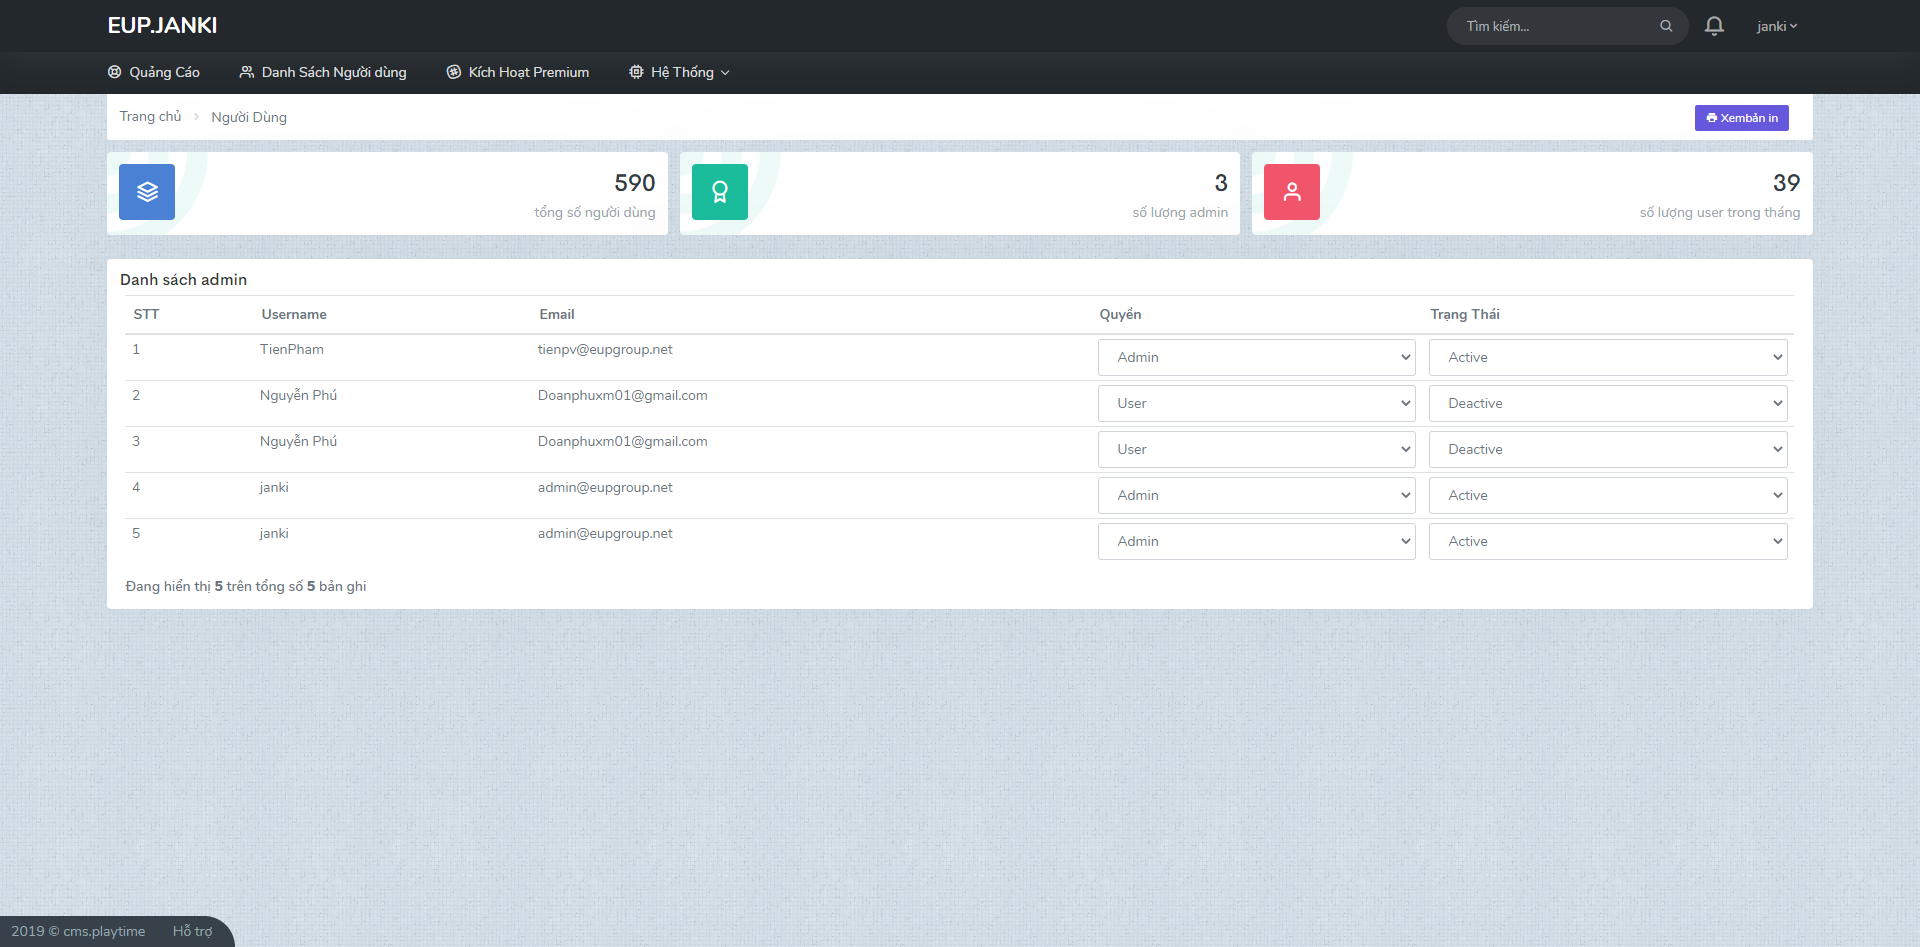 EUP.JANKI
Tìm kiếm...
janki
Quảng Cáo
Danh Sách Người dùng
Kích Hoạt Premium
Hệ Thống
Trang chủ
Người Dùng
Xembản in
590
tổng số người dùng
3
số lượng admin
39
số lượng user trong tháng
Danh sách admin
STT Username Email Quyền Trạng Thái
1 TienPham tienpv@eupgroup.net Admin Active
2 Nguyễn Phú Doanphuxm01@gmail.com User Deactive
3 Nguyễn Phú Doanphuxm01@gmail.com User Deactive
4 janki admin@eupgroup.net Admin Active
5 janki admin@eupgroup.net Admin Active
Đang hiển thị 5 trên tổng số 5 bản ghi
2019 © cms.playtime Hỗ trợ